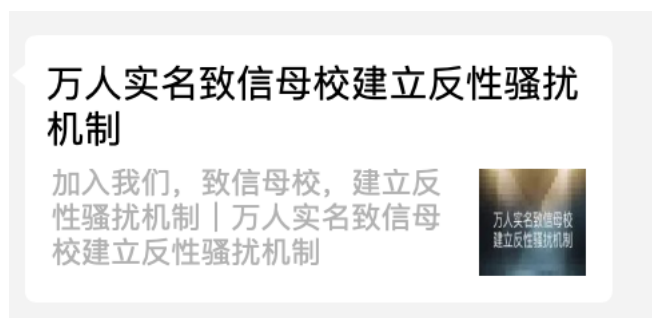 万人实名致信母校建立反性骚扰
机制
加入我们，致信母校，建立反
性骚扰机制｜万人实名致信母
校建立反性骚扰机制
万人实名致信母校
建立反性骚扰机制